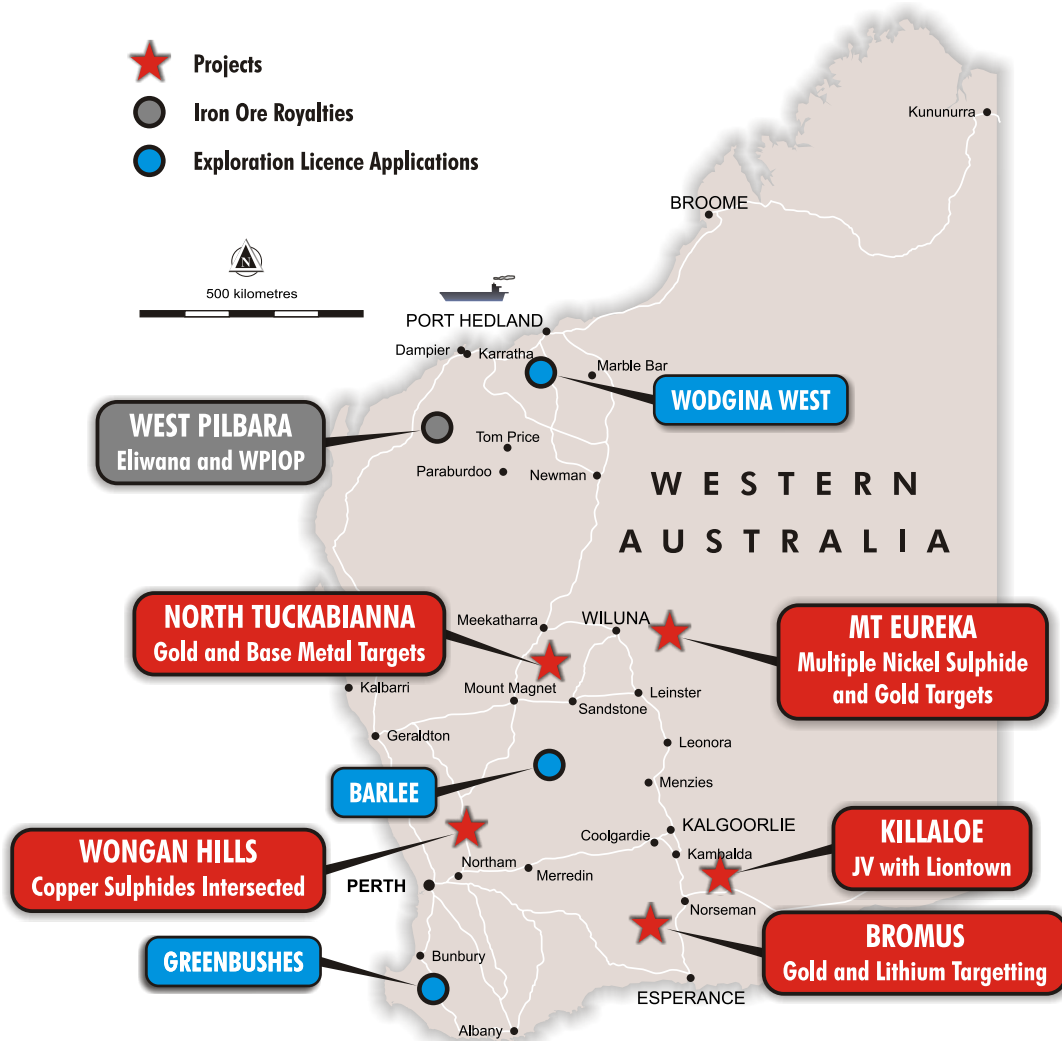 Projects
Iron Ore Royalties
Exploration Licence Applications
N
500 kilometres
Kununurra
BROOME
PORT HEDLAND
Dampier
Karratha
Marble Bar
WODGINA WEST
WEST PILBARA
Eliwana and WPIOP
Tom Price
Paraburdoo
Newman
WESTERN
AUSTRALIA
NORTH TUCKABIANNA
Gold and Base Metal Targets
Meekatharra
WILUNA
MT EUREKA
Multiple Nickel Sulphide
and Gold Targets
Kalbarri
Mount Magnet
Sandstone
Leinster
Geraldton
Leonora
BARLEE
Menzies
WONGAN HILLS
Copper Sulphides Intersected
Coolgardie
KALGOORLIE
Kambalda
KILLALOE
JV with Liontown
Northam
Merredin
PERTH
Norseman
BROMUS
Gold and Lithium Targetting
GREENBUSHES
Bunbury
ESPERANCE
Albany